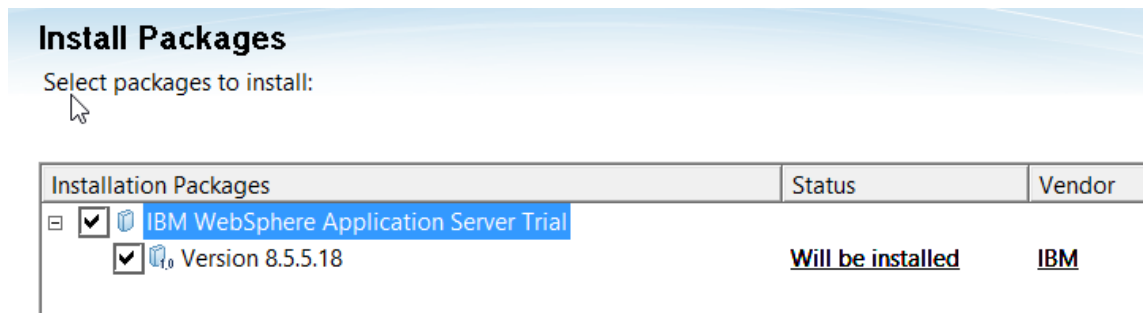 Install Packages
Select packages to install:
Installation Packages Status Vendor
IBM WebSphere Application Server Trial
Version 8.5.5.18 Will be installed IBM